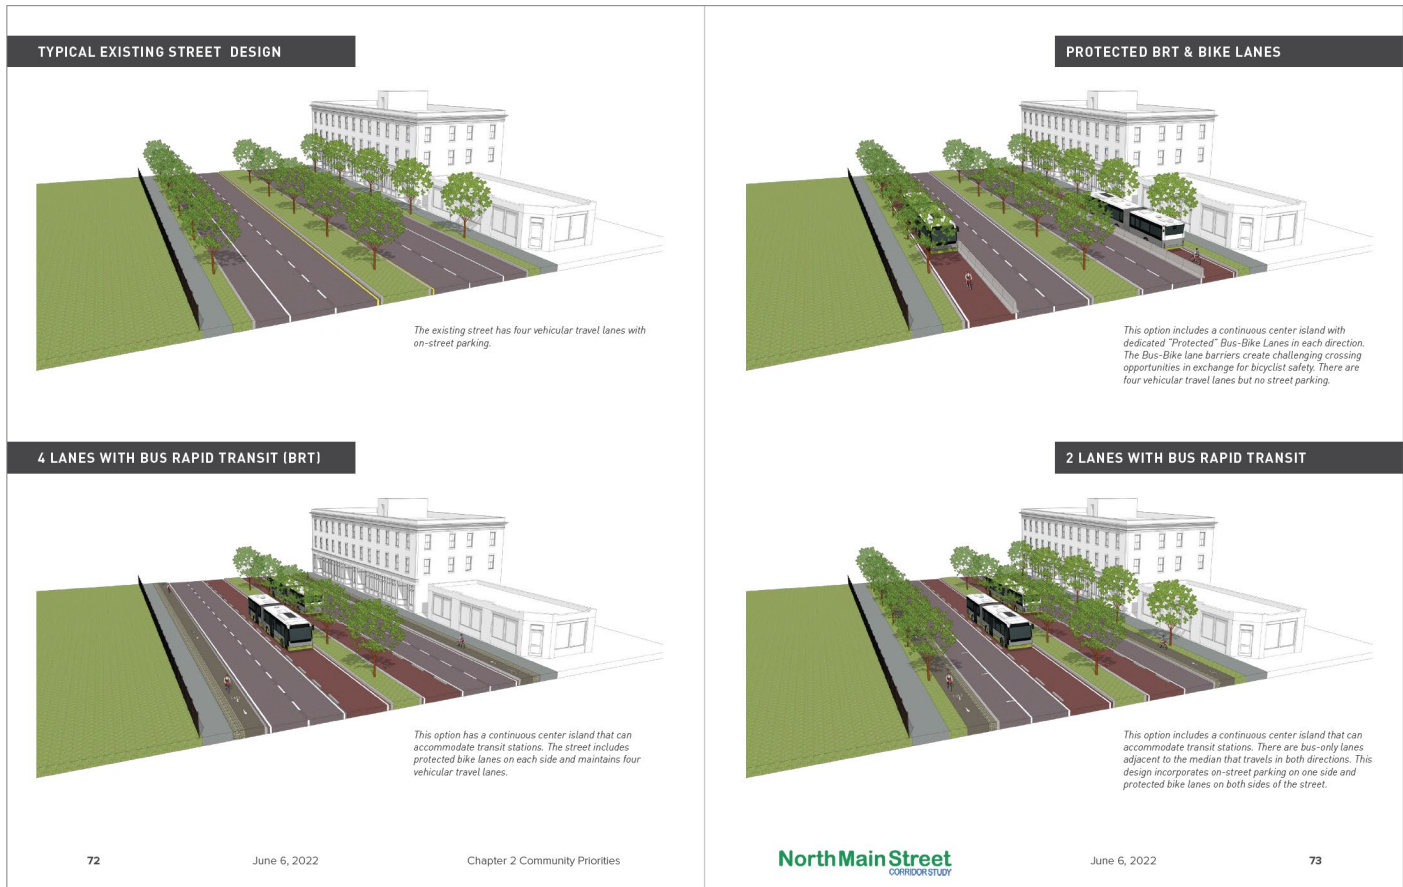 TYPICAL EXISTING STREET DESIGN
The existing street has four vehicular travel lanes with
on-street parking.
4 LANES WITH BUS RAPID TRANSIT (BRT)
This option has a continuous center island that can
accommodate transit stations. The street includes
protected bike lanes on each side and maintains four
vehicular travel lanes.
72 June 6, 2022 Chapter 2 Community Priorities
PROTECTED BRT & BIKE LANES
This option includes a continuous center island with
dedicated "Protected" Bus-Bike Lanes in each direction.
The Bus-Bike lane barriers create challenging crossing
opportunities in exchange for bicyclist safety. There are
four vehicular travel lanes but no street parking.
2 LANES WITH BUS RAPID TRANSIT
This option includes a continuous center island that can
accommodate transit stations. There are bus-only lanes
adjacent to the median that travels in both directions. This
design incorporates on-street parking on one side and
protected bike lanes on both sides of the street.
North Main Street
CORRIDOR STUDY
June 6, 2022 73